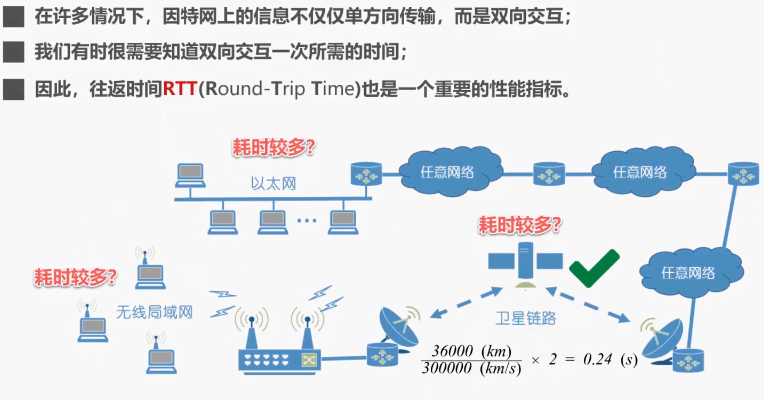 在许多情况下，因特网上的信息不仅仅单方向传输，而是双向交互；
我们有时很需要知道双向交互一次所需的时间；
因此，往返时间RTT(Round-Trip Time)也是一个重要的性能指标。
耗时较多？
以太网
任意网络
任意网络
耗时较多？
耗时较多？
任意网络
无线局域网
卫星链路
36000 (km)
300000 (km/s)
× 2 = 0.24 (s)